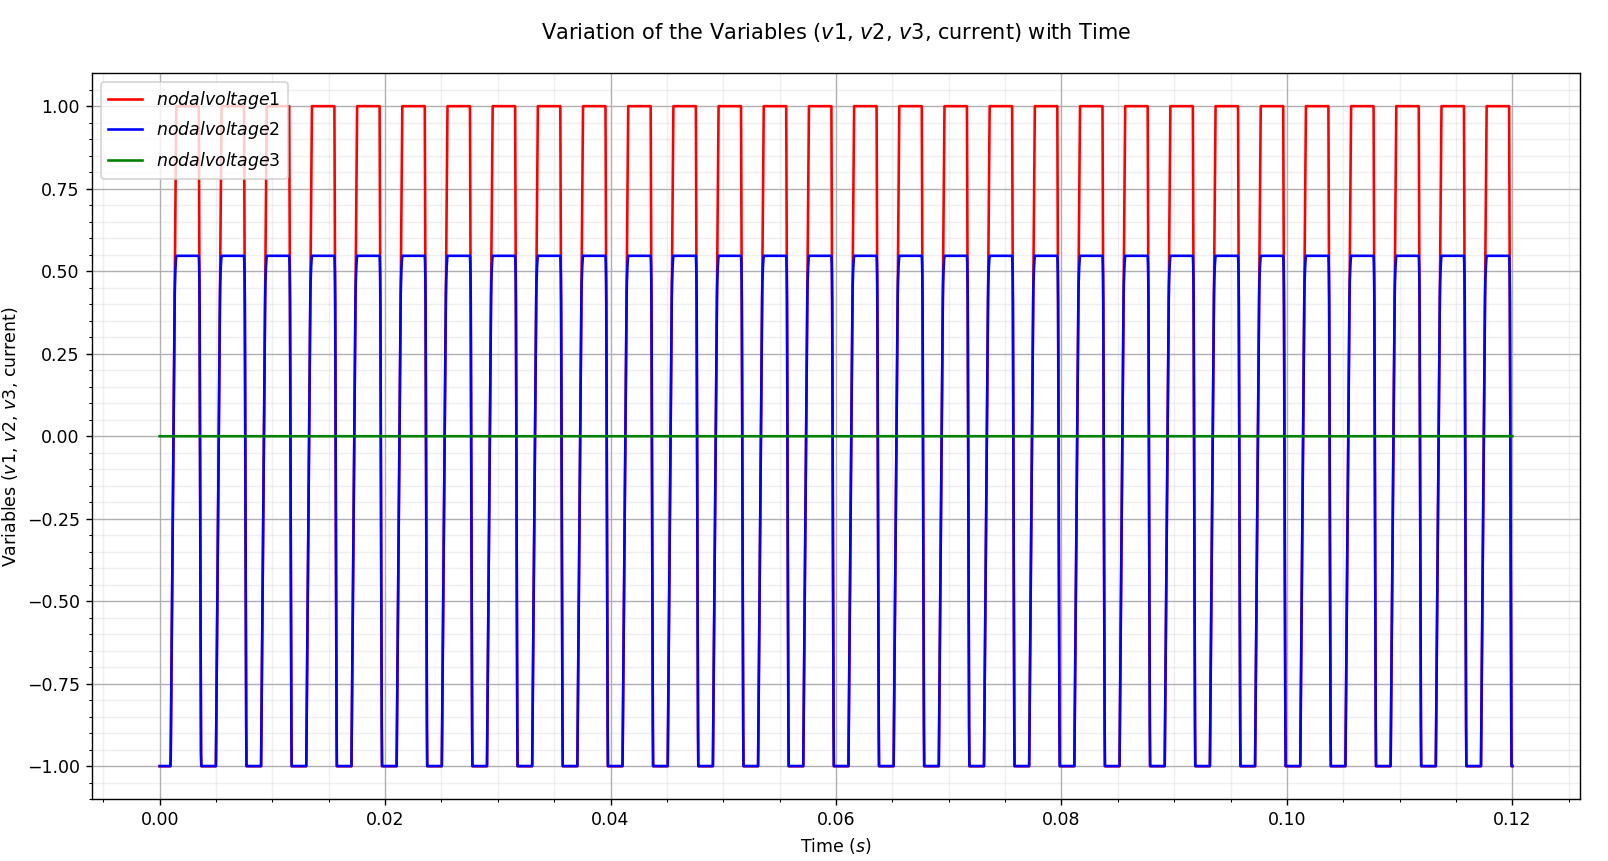 Variation of the Variables (v1, v2, v3, current) with Time
nodalvoltage1
nodalvoltage2
nodalvoltage3
1.00
0.75
0.50
0.25
0.00
−0.25
−0.50
−0.75
−1.00
Variables (v1, v2, v3, current)
0.00 0.02 0.04 0.06 0.08 0.10 0.12
Time (s)